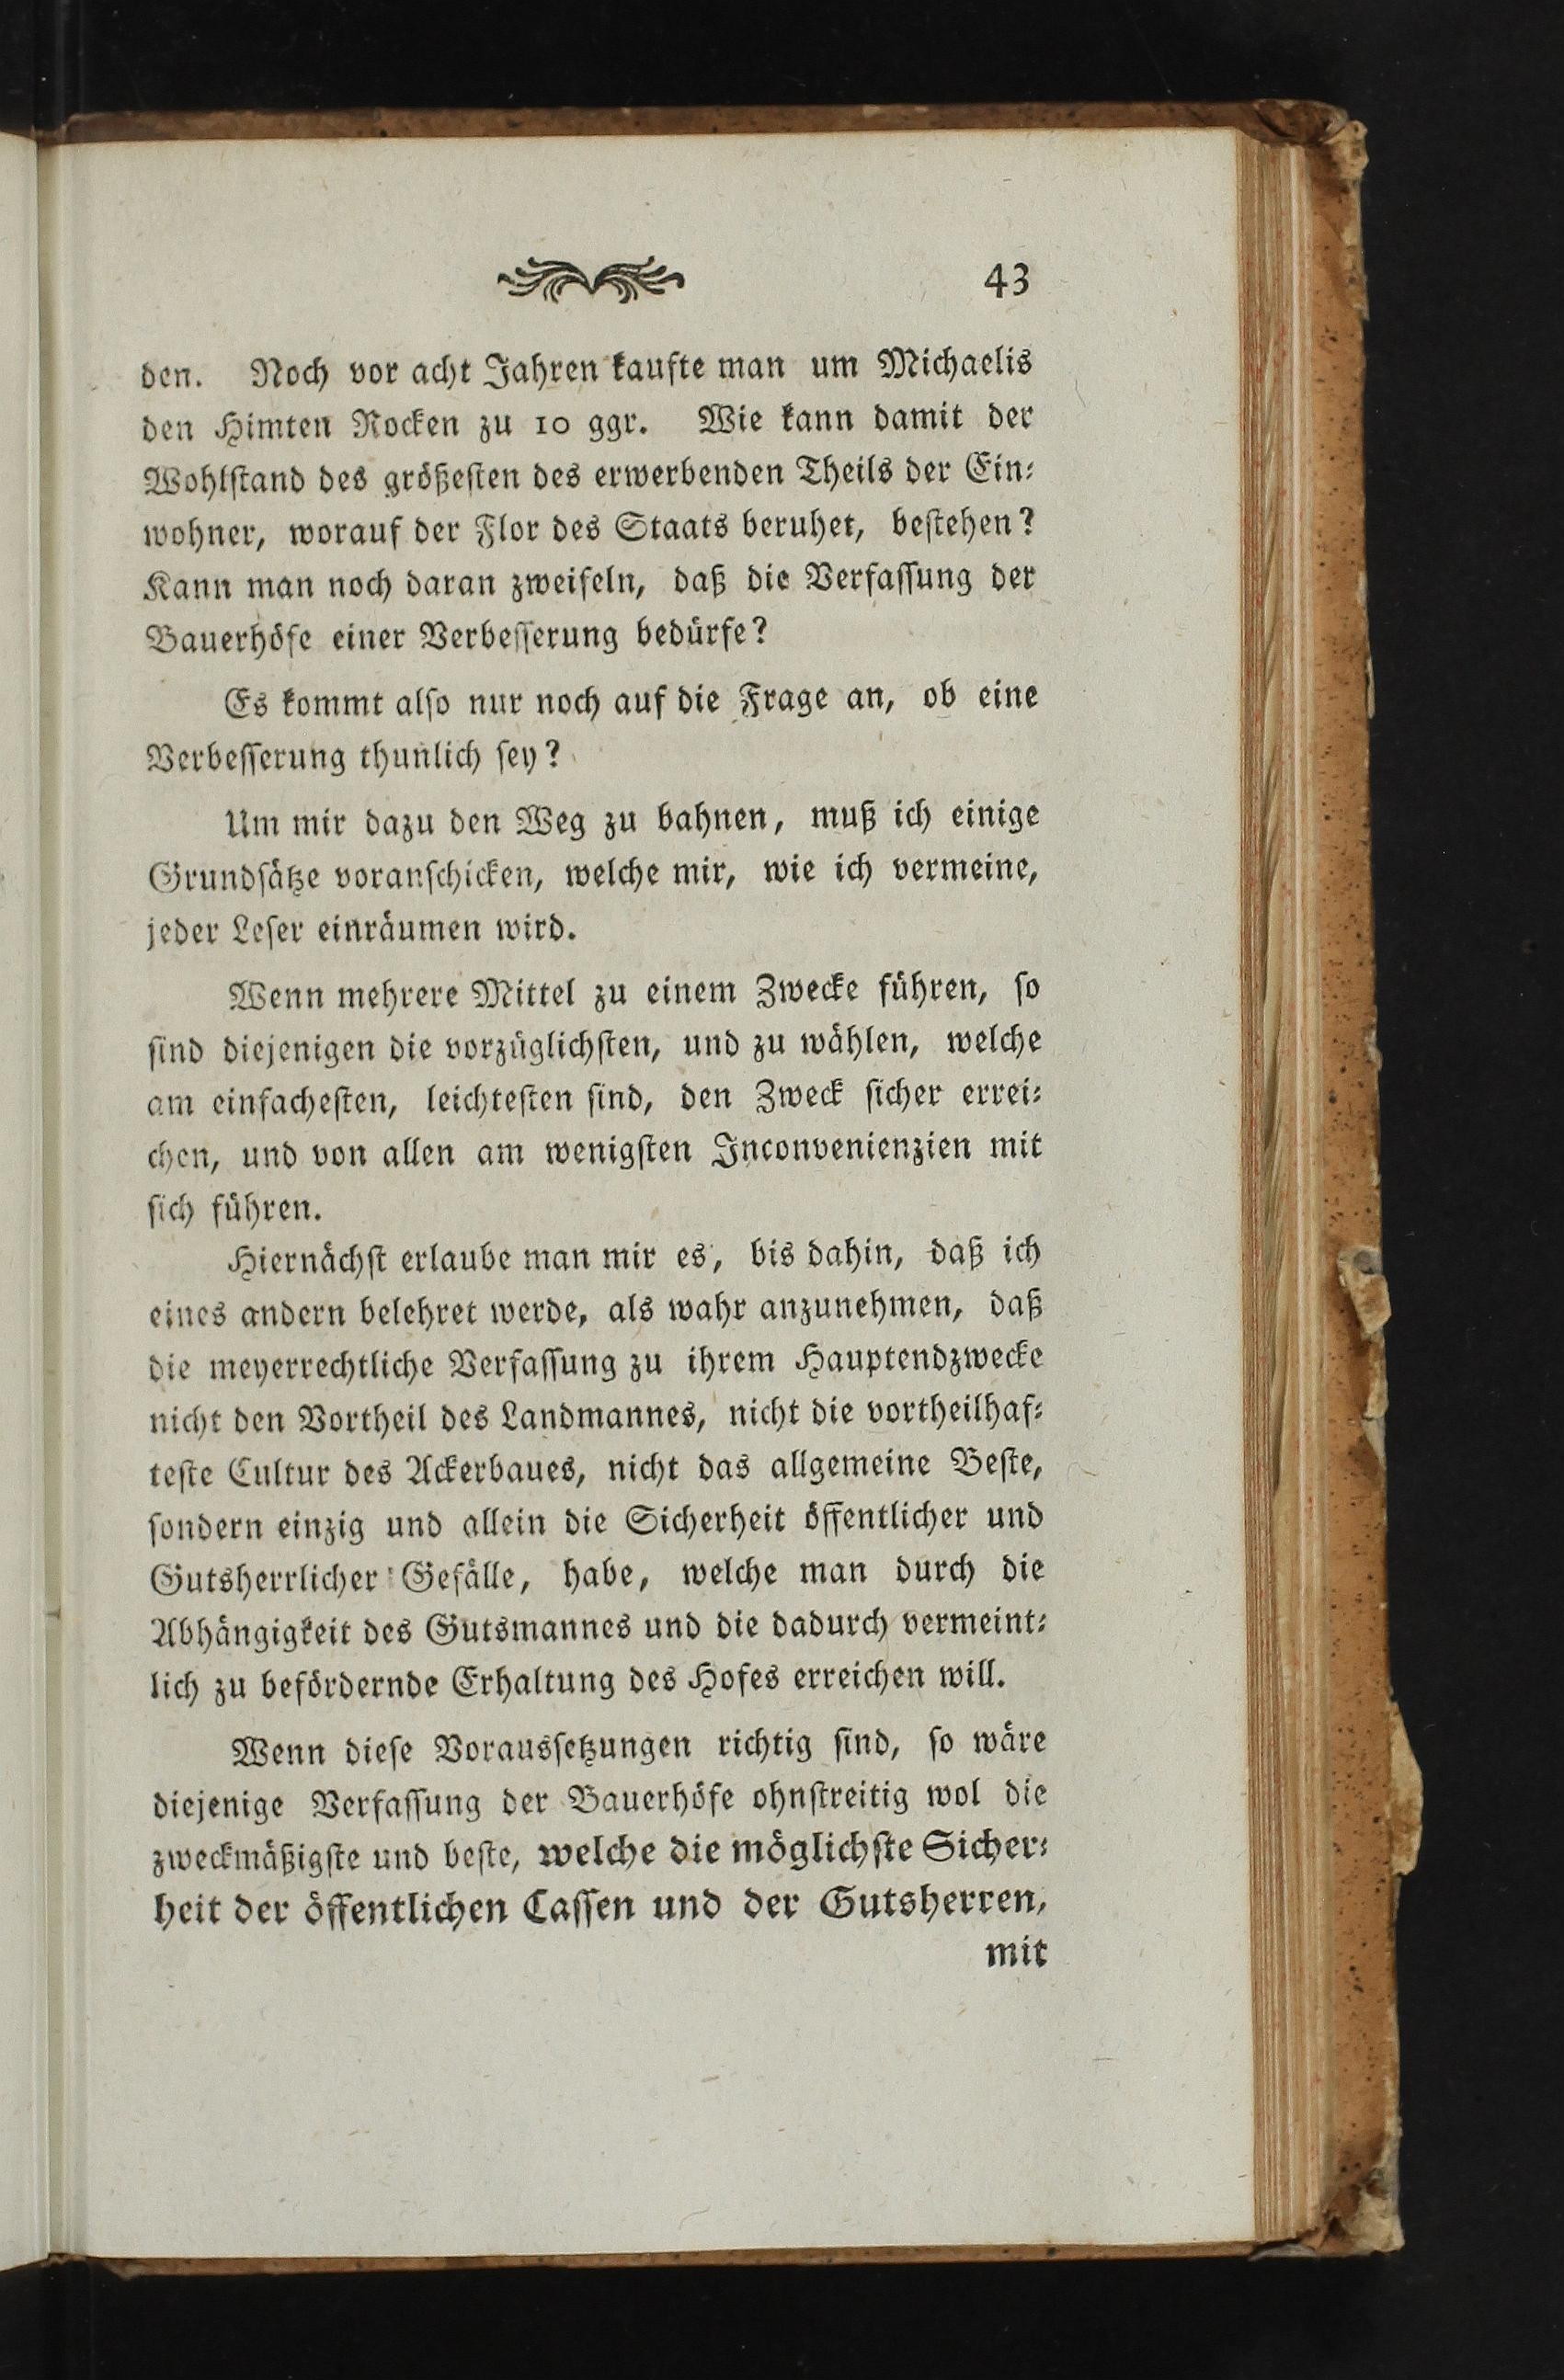 43
den. Noch vor acht Jahren kaufte man um Michaelis
den Himten Rocken zu 10 ggr. Wie kann damit der
Wohlſtand des größeſten des erwerbenden Theils der Ein⸗
wohner, worauf der Flor des Staats beruhet, beſtehen?
Kann man noch daran zweifeln, daß die Verfaſſung der
Bauerhöfe einer Verbeſſerung bedürfe?
Es kommt alſo nur noch auf die Frage an, ob eine
Verbeſſerung thunlich ſey?
Um mir dazu den Weg zu bahnen, muß ich einige
Grundſätze voranſchicken, welche mir, wie ich vermeine,
jeder Leſer einräumen wird.
Wenn mehrere Mittel zu einem Zwecke führen, ſo
ſind diejenigen die vorzüglichſten, und zu wählen, welche
am einfacheſten, leichteſten ſind, den Zweck ſicher errei⸗
chen, und von allen am wenigſten Inconvenienzien mit
ſich führen.
Hiernächſt erlaube man mir es, bis dahin, daß ich
eines andern belehret werde, als wahr anzunehmen, daß
die meyerrechtliche Verfaſſung zu ihrem Hauptendzwecke
nicht den Vortheil des Landmannes, nicht die vortheilhaf⸗
teſte Cultur des Ackerbaues, nicht das allgemeine Beſte,
ſondern einzig und allein die Sicherheit öffentlicher und
Gutsherrlicher Gefälle, habe, welche man durch die
Abhängigkeit des Gutsmannes und die dadurch vermeint⸗
lich zu befördernde Erhaltung des Hofes erreichen will.
Wenn dieſe Vorausſetzungen richtig ſind, ſo wäre
diejenige Verfaſſung der Bauerhöfe ohnſtreitig wol die
zweckmäßigſte und beſte, welche die möglichſte Sicher⸗
heit der öffentlichen Caſſen und der Gutsherren,
mit